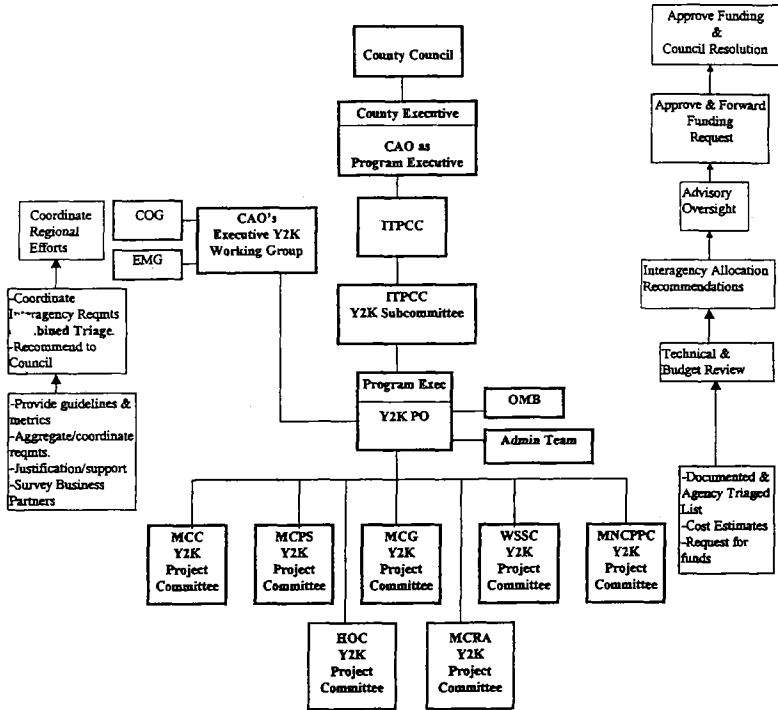 County Council
County Executive
CAO as
Program Executive
ITPCC
ITPCC
Y2K Subcommittee
Program Exec
Y2K PO
OMB
Admin Team
COG
EMG
CAO's
Executive Y2K
Working Group
Coordinate
Regional
Efforts
-Coordinate
Interagency Reqmts
Triage.
-Recommend to
Council
-Provide guidelines &
metrics
-Aggregate/coordinate
reqmts.
-Justification/support
-Survey Business
Partners
MCC
Y2K
Project
Committee
MCPS
Y2K
Project
Committee
MCG
Y2K
Project
Committee
WSSC
Y2K
Project
Committee
MNCPPC
Y2K
Project
Committee
HOC
Y2K
Project
Committee
MCRA
Y2K
Project
Committee
Approve Funding
&
Council Resolution
Approve & Forward
Funding
Request
Advisory
Oversight
Interagency Allocation
Recommendations
Technical &
Budget Review
-Documented &
Agency Triaged
List
-Cost Estimates
-Request for
funds